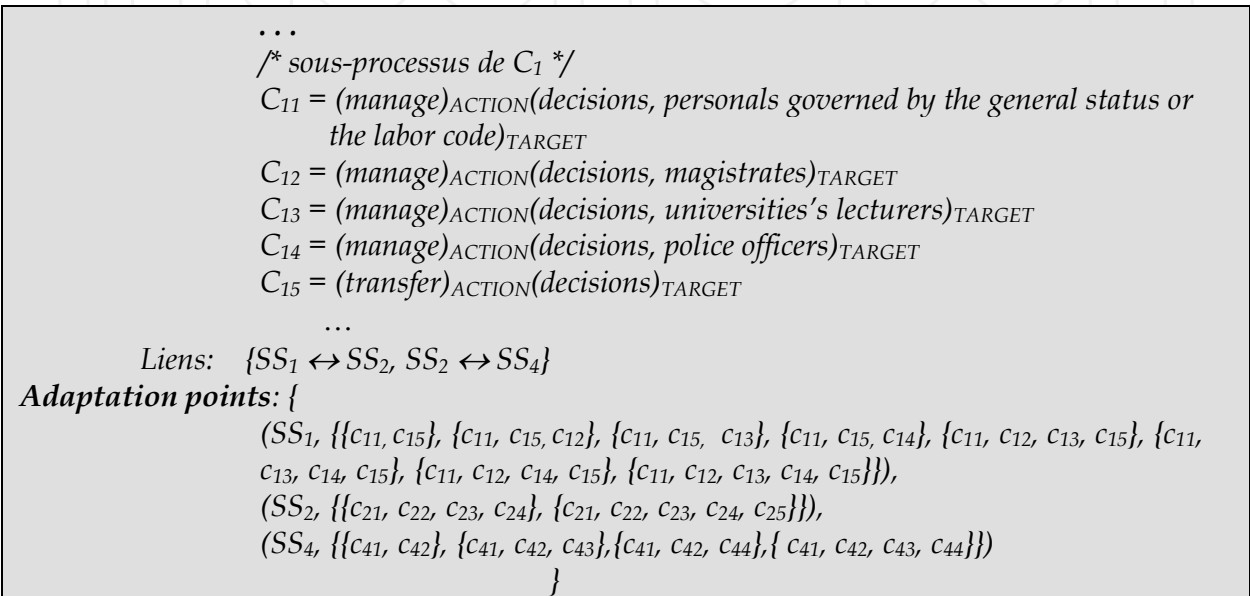 . . .
/* sous-processus de C1 */
C11 = (manage)ACTION(decisions, personals governed by the general status or
the labor code)TARGET
C12 = (manage)ACTION(decisions, magistrates)TARGET
C13 = (manage)ACTION(decisions, universities's lecturers)TARGET
C14 = (manage)ACTION(decisions, police officers)TARGET
C15 = (transfer)ACTION(decisions)TARGET
…
Liens: {SS1 ↔ SS2, SS2 ↔ SS4}
Adaptation points: {
(SS1, {{c11, c15}, {c11, c15, c12}, {c11, c15, c13}, {c11, c15, c14}, {c11, c12, c13, c15}, {c11,
c13, c14, c15}, {c11, c12, c14, c15}, {c11, c12, c13, c14, c15}}),
(SS2, {{c21, c22, c23, c24}, {c21, c22, c23, c24, c25}}),
(SS4, {{c41, c42}, {c41, c42, c43},{c41, c42, c44},{ c41, c42, c43, c44}})
}